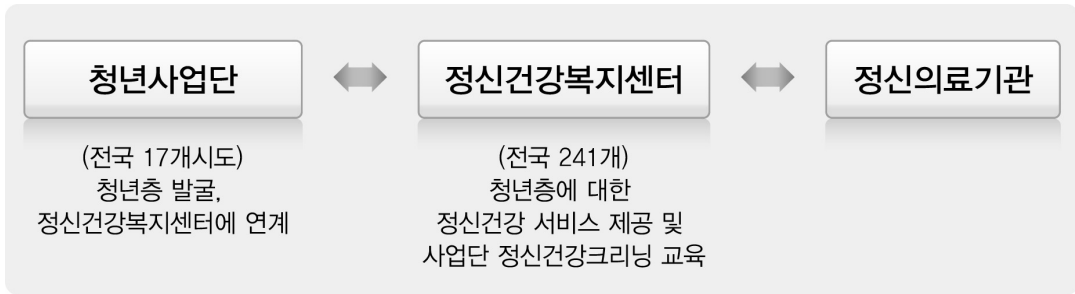 청년사업단
정신건강복지센터
정신의료기관
(전국 17개시도)
청년층 발굴,
정신건강복지센터에 연계
(전국 241개)
청년층에 대한
정신건강 서비스 제공 및
사업단 정신건강크리닝 교육